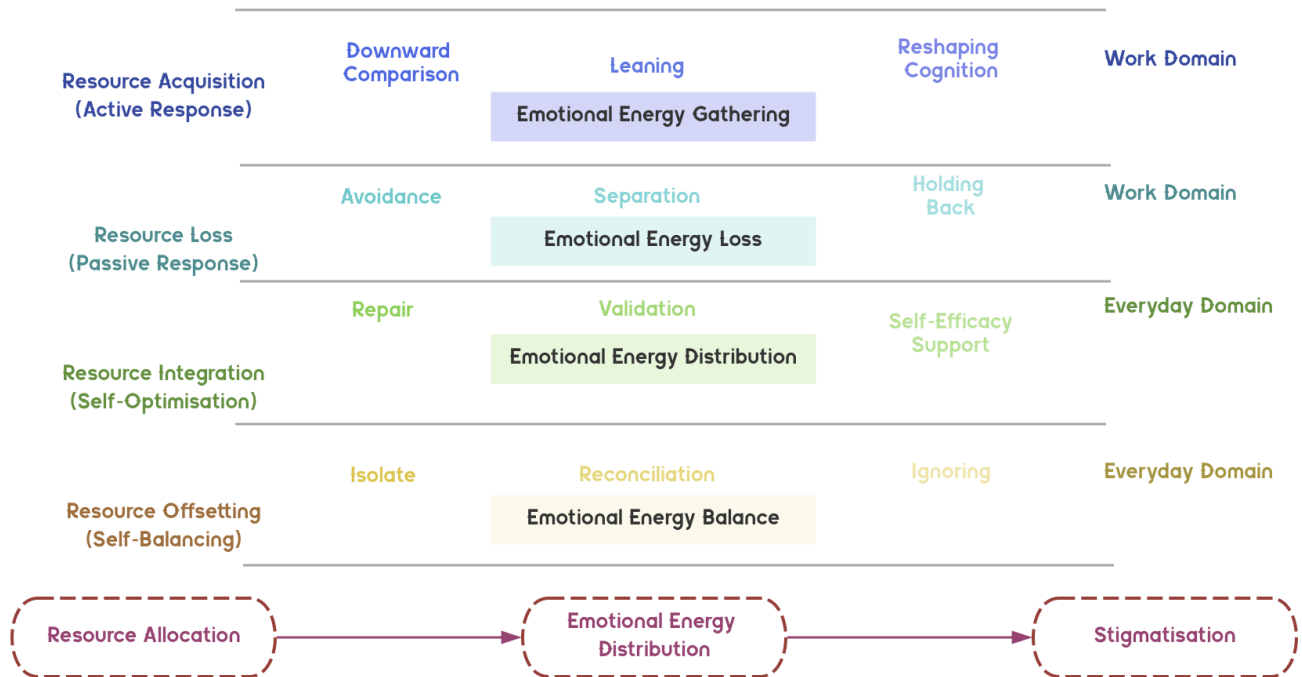 Downward
Comparison
Leaning
Reshaping
Cognition
Work Domain
Resource Acquisition
(Active Response)
Emotional Energy Gathering
Avoidance
Separation
Holding
Back
Work Domain
Resource Loss
(Passive Response)
Emotional Energy Loss
Repair
Validation
Self-Efficacy
Support
Everyday Domain
Resource Integration
(Self-Optimisation)
Emotional Energy Distribution
Isolate
Reconciliation
Ignoring
Everyday Domain
Resource Offsetting
(Self-Balancing)
Emotional Energy Balance
Resource Allocation
Emotional Energy
Distribution
Stigmatisation